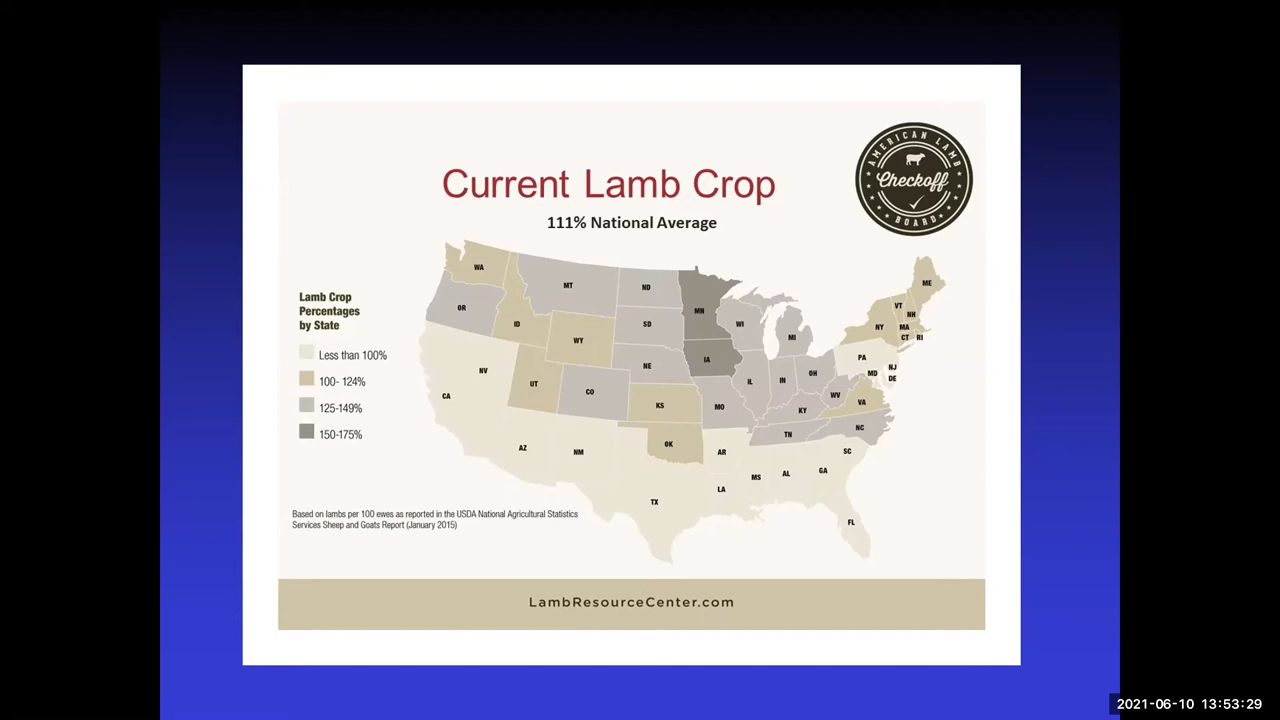 AMERICAN LAMB
Checkoff
BOARD
Current Lamb Crop
111% National Average
Lamb Crop
Percentages
by State
Less than 100%
100- 124%
125-149%
150-175%
WA
MT
ND
MN
ME
OR
ID
WY
SD
WI
MI
VT
NH
NY
MA
CT
RI
NV
UT
CO
NE
IA
IL
IN
OH
PA
NJ
MD
DE
CA
KS
MO
KY
WV
VA
AZ
NM
OK
AR
TN
NC
TX
LA
MS
AL
GA
SC
FL
Based on lambs per 100 ewes as reported in the USDA National Agricultural Statistics
Services Sheep and Goats Report (January 2015)
LambResourceCenter.com
2021-06-10 13:53:29